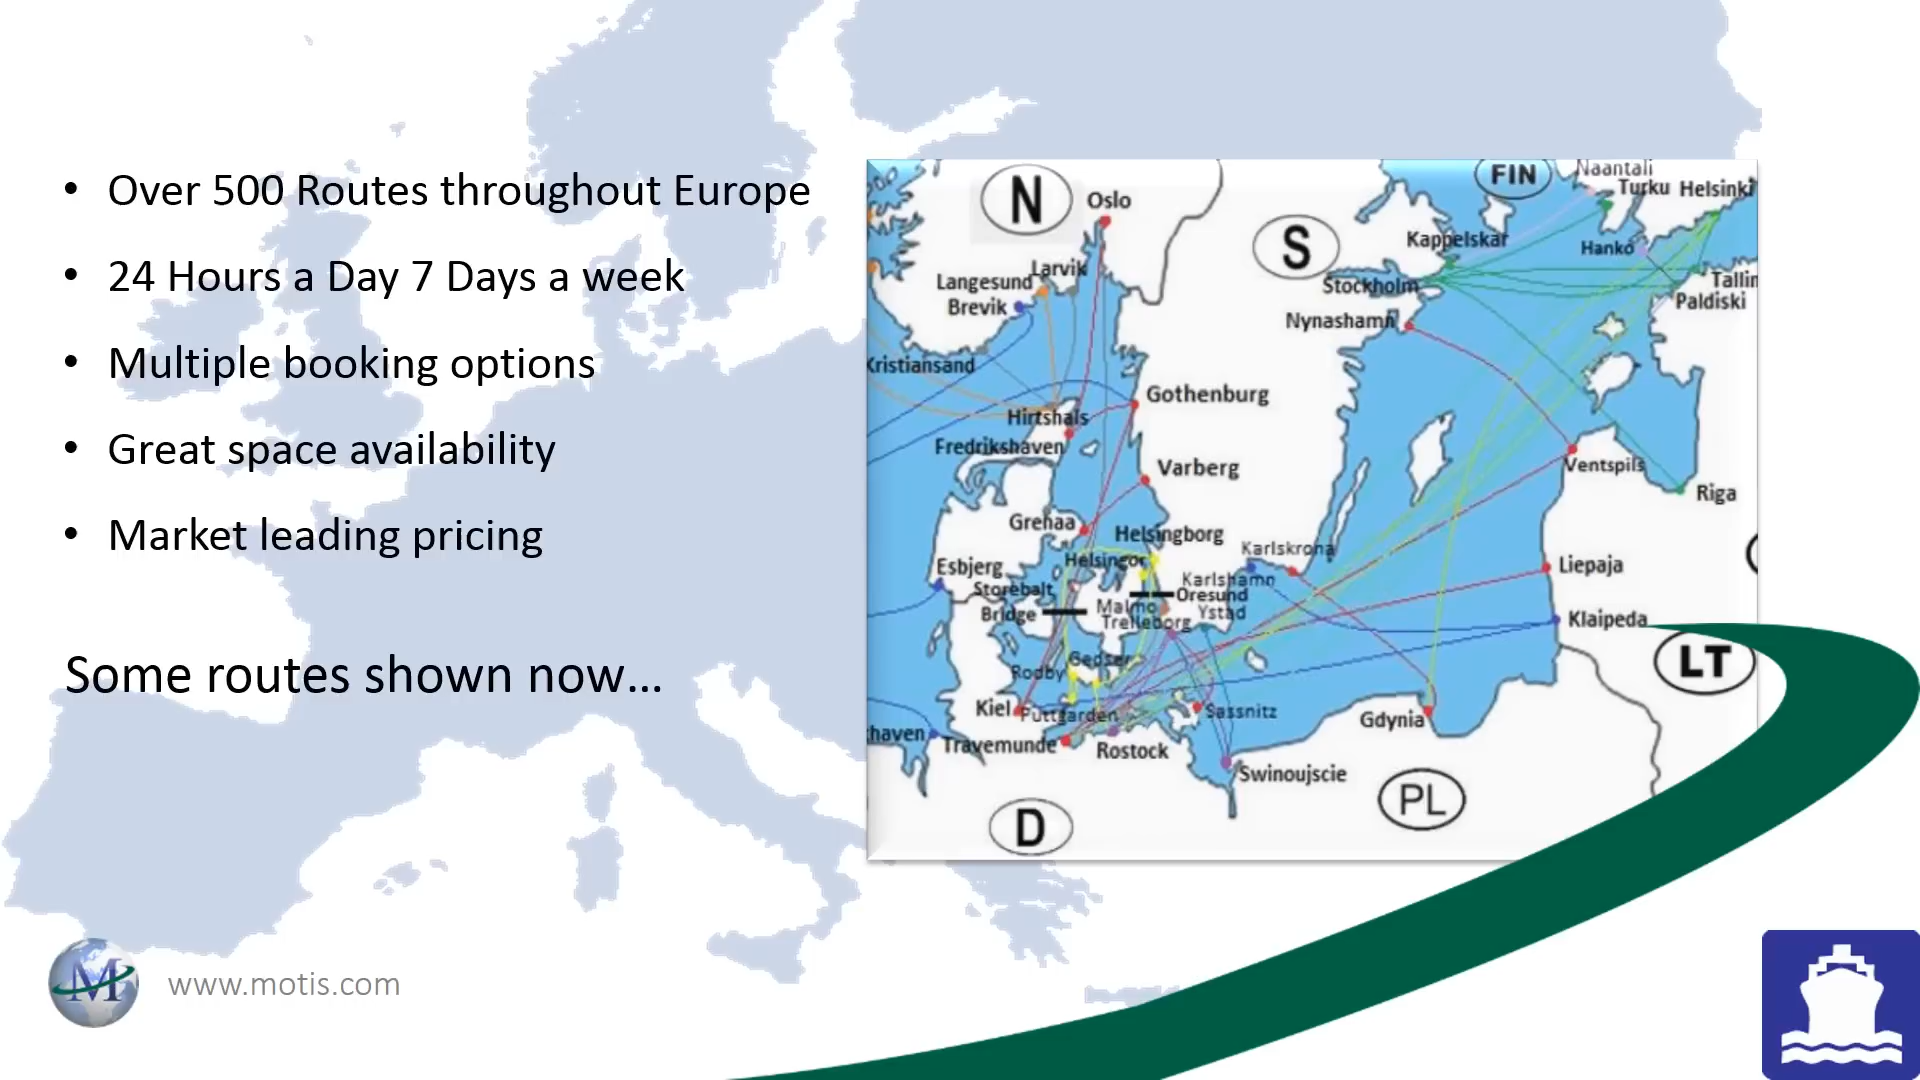 • Over 500 Routes throughout Europe
• 24 Hours a Day 7 Days a week
• Multiple booking options
• Great space availability
• Market leading pricing
Some routes shown now...
M www.motis.com
N
Oslo
Larvik
Langesund
Brevik
Kristiansand
S
FIN
Naantali
Turku
Helsinki
Kappelskar
Hanko
Stockholm
Tallin
Paldiski
Nynashamn
Gothenburg
Hirtshals
Fredrikshaven
Varberg
Ventspils
Riga
Grehaa
Helsingborg
Helsingor
Karlskrona
Karlshamn
Esbjerg
Storebalt
Bridge
Malmo
Oresund
Trelleborg
Ystad
Liepaja
Klaipeda
LT
Gedser
Rodby
Kiel
Puttgarden
Sassnitz
Gdynia
haven
Travemunde
Rostock
Swinoujscie
D
PL